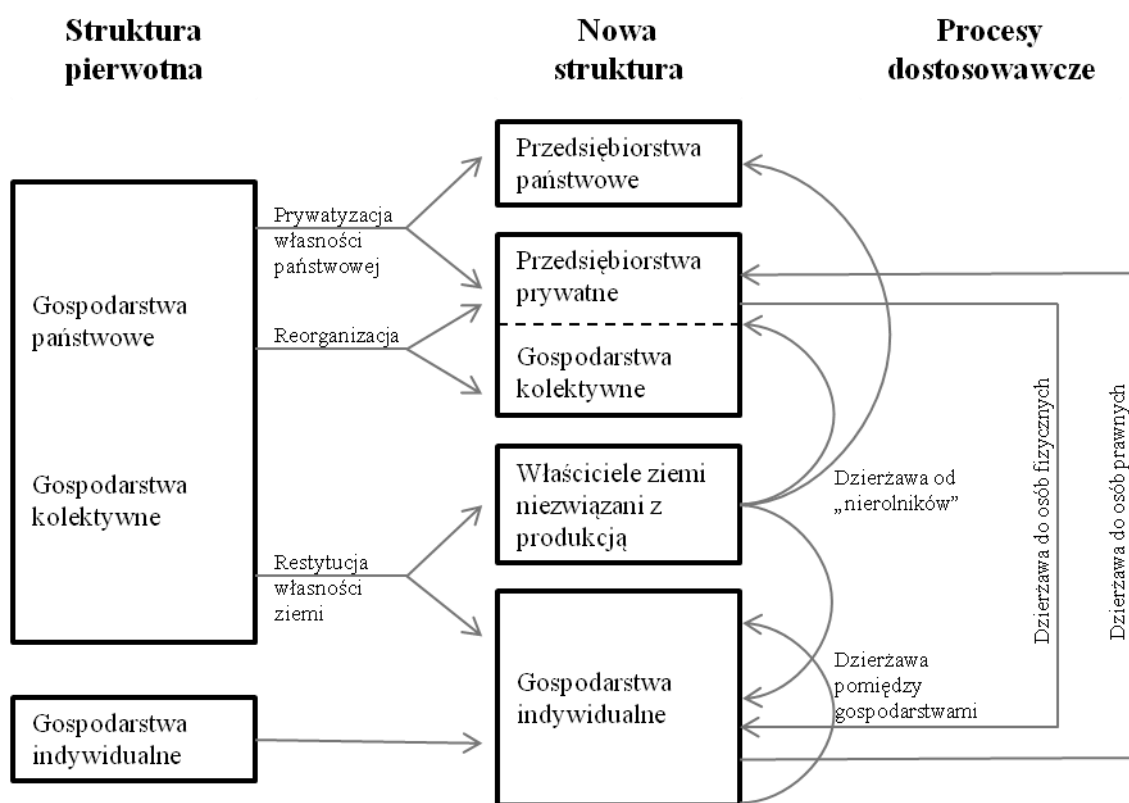 Struktura
pierwotna
Nowa
struktura
Procesy
dostosowawcze
Gospodarstwa
państwowe
Gospodarstwa
kolektywne
Gospodarstwa
indywidualne
Prywatyzacja
własności
państwowej
Reorganizacja
Restytucja
własności
ziemi
Przedsiębiorstwa
państwowe
Przedsiębiorstwa
prywatne
Gospodarstwa
kolektywne
Właściciele ziemi
niezwiązani z
produkcją
Gospodarstwa
indywidualne
Dzierżawa od
„nierolników”
Dzierżawa
pomiędzy
gospodarstwami
Dzierżawa do osób fizycznych
Dzierżawa do osób prawnych